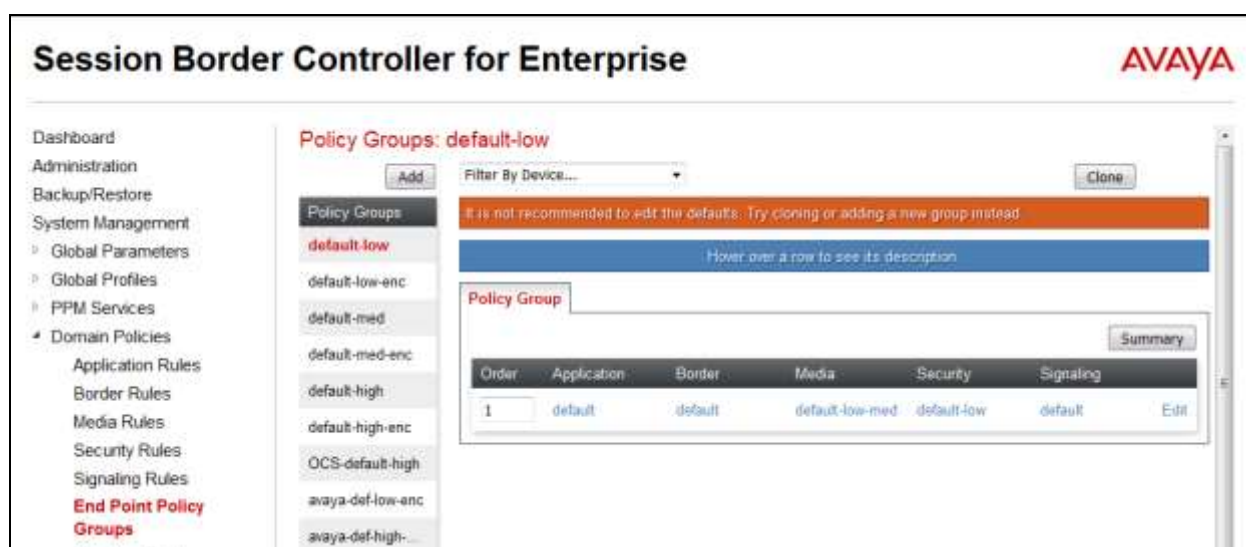 Session Border Controller for Enterprise
AVAYA
Dashboard
Administration
Backup/Restore
System Management
Global Parameters
Global Profiles
PPM Services
Domain Policies
Application Rules
Border Rules
Media Rules
Security Rules
Signaling Rules
End Point Policy
Groups
Policy Groups: default-low
Add
Filter By Device...
Clone
Policy Groups
default-low
default-low-enc
default-med
default-med-enc
default-high
default-high-enc
OCS-default-high
avaya-def-low-enc
avaya-def-high-...
It is not recommended to edit the defaults. Try cloning or adding a new group instead.
Hover over a row to see its description.
Policy Group
Summary
Order Application Border Media Security Signaling
1 default default default-low-med default-low default Edit